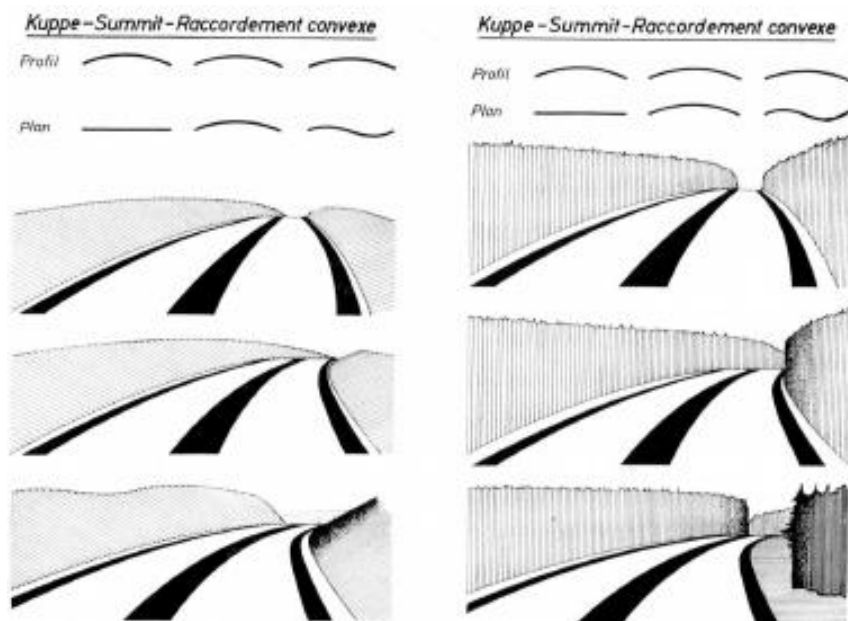 Kuppe-Summit-Raccordement convexe
Profil
Plan
Kuppe-Summit-Raccordement convexe
Profil
Plan